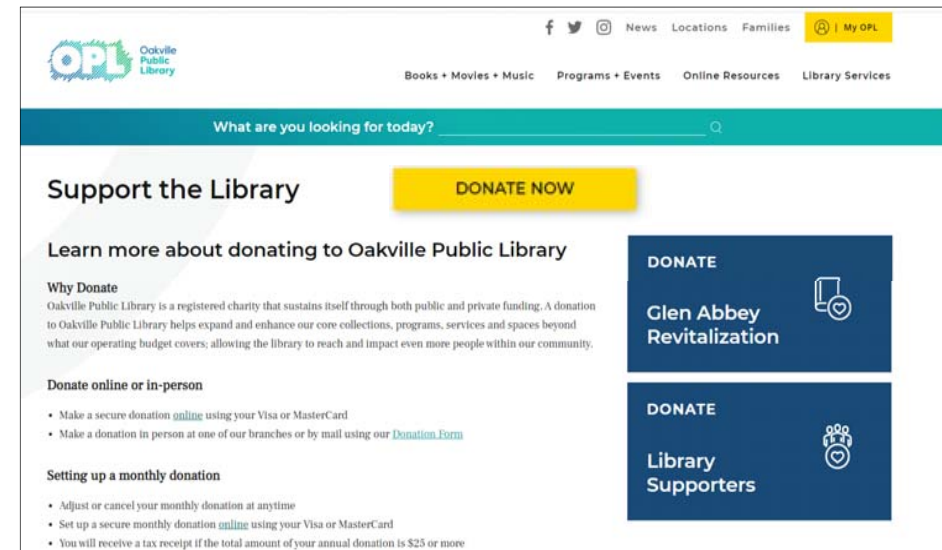 News Locations Families | My OPL
OPL Oakville
Public
Library
Books + Movies + Music Programs + Events Online Resources Library Services
What are you looking for today?
Support the Library DONATE NOW
Learn more about donating to Oakville Public Library
Why Donate
Oakville Public Library is a registered charity that sustains itself through both public and private funding. A donation
to Oakville Public Library helps expand and enhance our core collections, programs, services and spaces beyond
what our operating budget covers; allowing the library to reach and impact even more people within our community.
Donate online or in-person
• Make a secure donation online using your Visa or MasterCard
• Make a donation in person at one of our branches or by mail using our Donation Form
Setting up a monthly donation
• Adjust or cancel your monthly donation at anytime
• Set up a secure monthly donation online using your Visa or MasterCard
• You will receive a tax receipt if the total amount of your annual donation is $25 or more
DONATE
Glen Abbey
Revitalization
DONATE
Library
Supporters